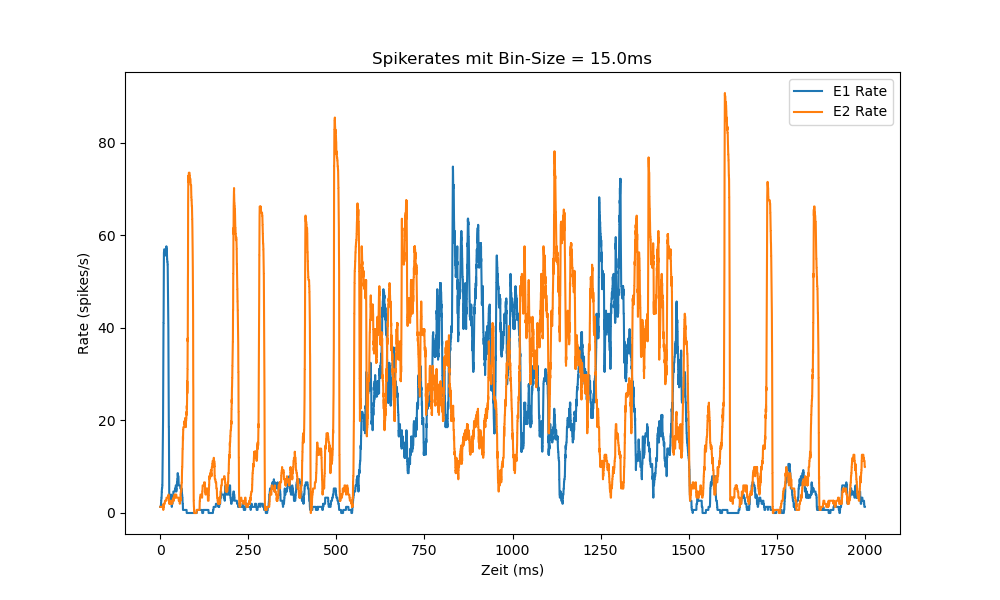 Spikerates mit Bin-Size = 15.0ms
E1 Rate
E2 Rate
Rate (spikes/s)
80
60
40
20
0
0 250 500 750 1000 1250 1500 1750 2000
Zeit (ms)